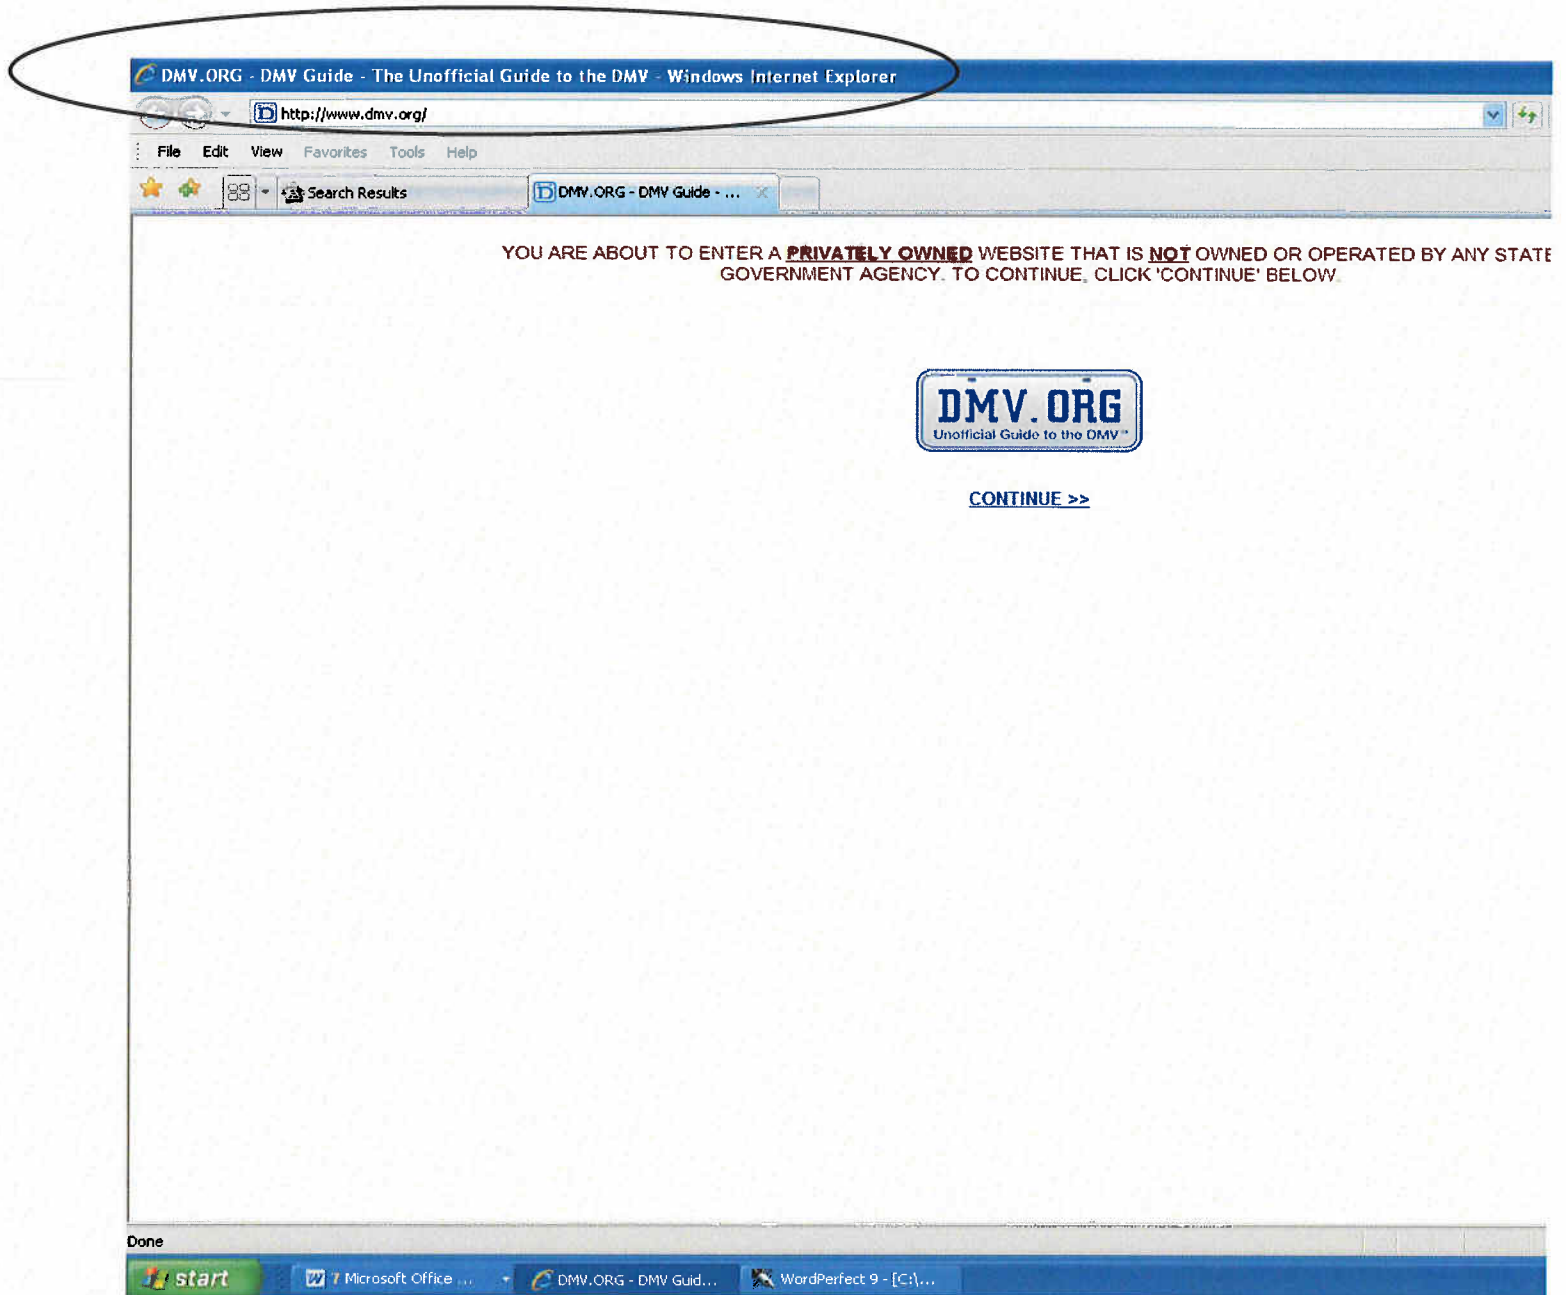 DMV.ORG - DMV Guide - The Unofficial Guide to the DMV - Windows Internet Explorer
http://www.dmv.org/
File Edit View Favorites Tools Help
Search Results DMV.ORG - DMV Guide - ...
YOU ARE ABOUT TO ENTER A PRIVATELY OWNED WEBSITE THAT IS NOT OWNED OR OPERATED BY ANY STATE
GOVERNMENT AGENCY. TO CONTINUE, CLICK 'CONTINUE' BELOW.
DMV.ORG
Unofficial Guide to the DMV™
CONTINUE >>
Done
start 7 Microsoft Office ... DMV.ORG - DMV Guid... WordPerfect 9 - [C:\...